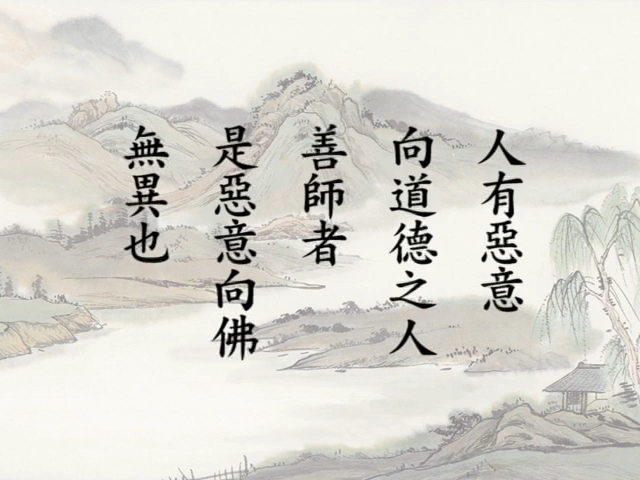 人有惡意
向道德之人
善師者
是惡意向佛
無異也